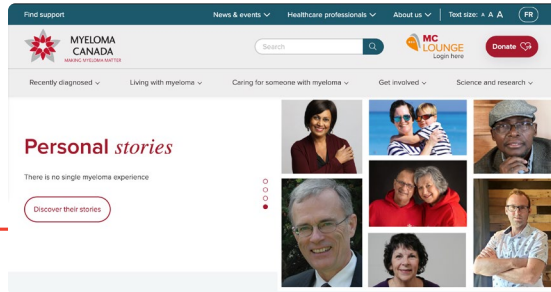 Find support
News & events
Healthcare professionals
About us
Text size: A A A
FR
MYELOMA
CANADA
MAKING MYELOMA MATTER
Search
MC
LOUNGE
Login here
Donate
Recently diagnosed
Living with myeloma
Caring for someone with myeloma
Get involved
Science and research
Personal stories
There is no single myeloma experience
Discover their stories